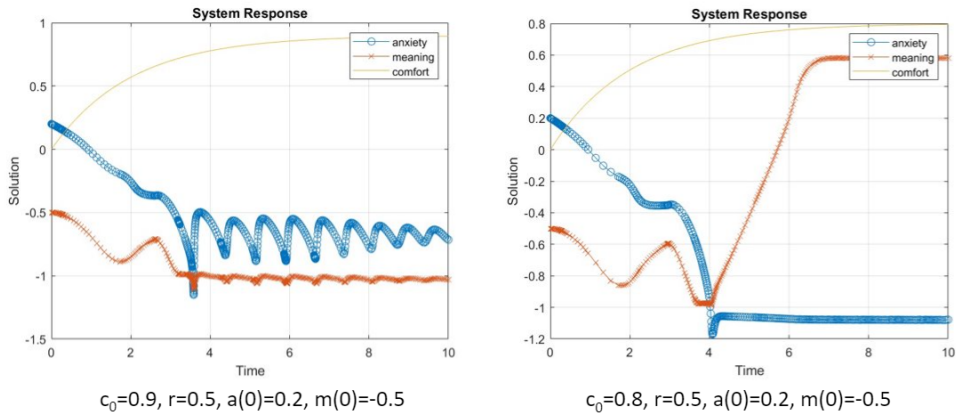 System Response
anxiety
meaning
comfort
1
0.5
0
-0.5
-1
-1.5
Solution
0 2 4 6 8 10
Time
c0=0.9, r=0.5, a(0)=0.2, m(0)=-0.5
System Response
anxiety
meaning
comfort
0.8
0.6
0.4
0.2
0
-0.2
-0.4
-0.6
-0.8
-1
-1.2
Solution
0 2 4 6 8 10
Time
c0=0.8, r=0.5, a(0)=0.2, m(0)=-0.5